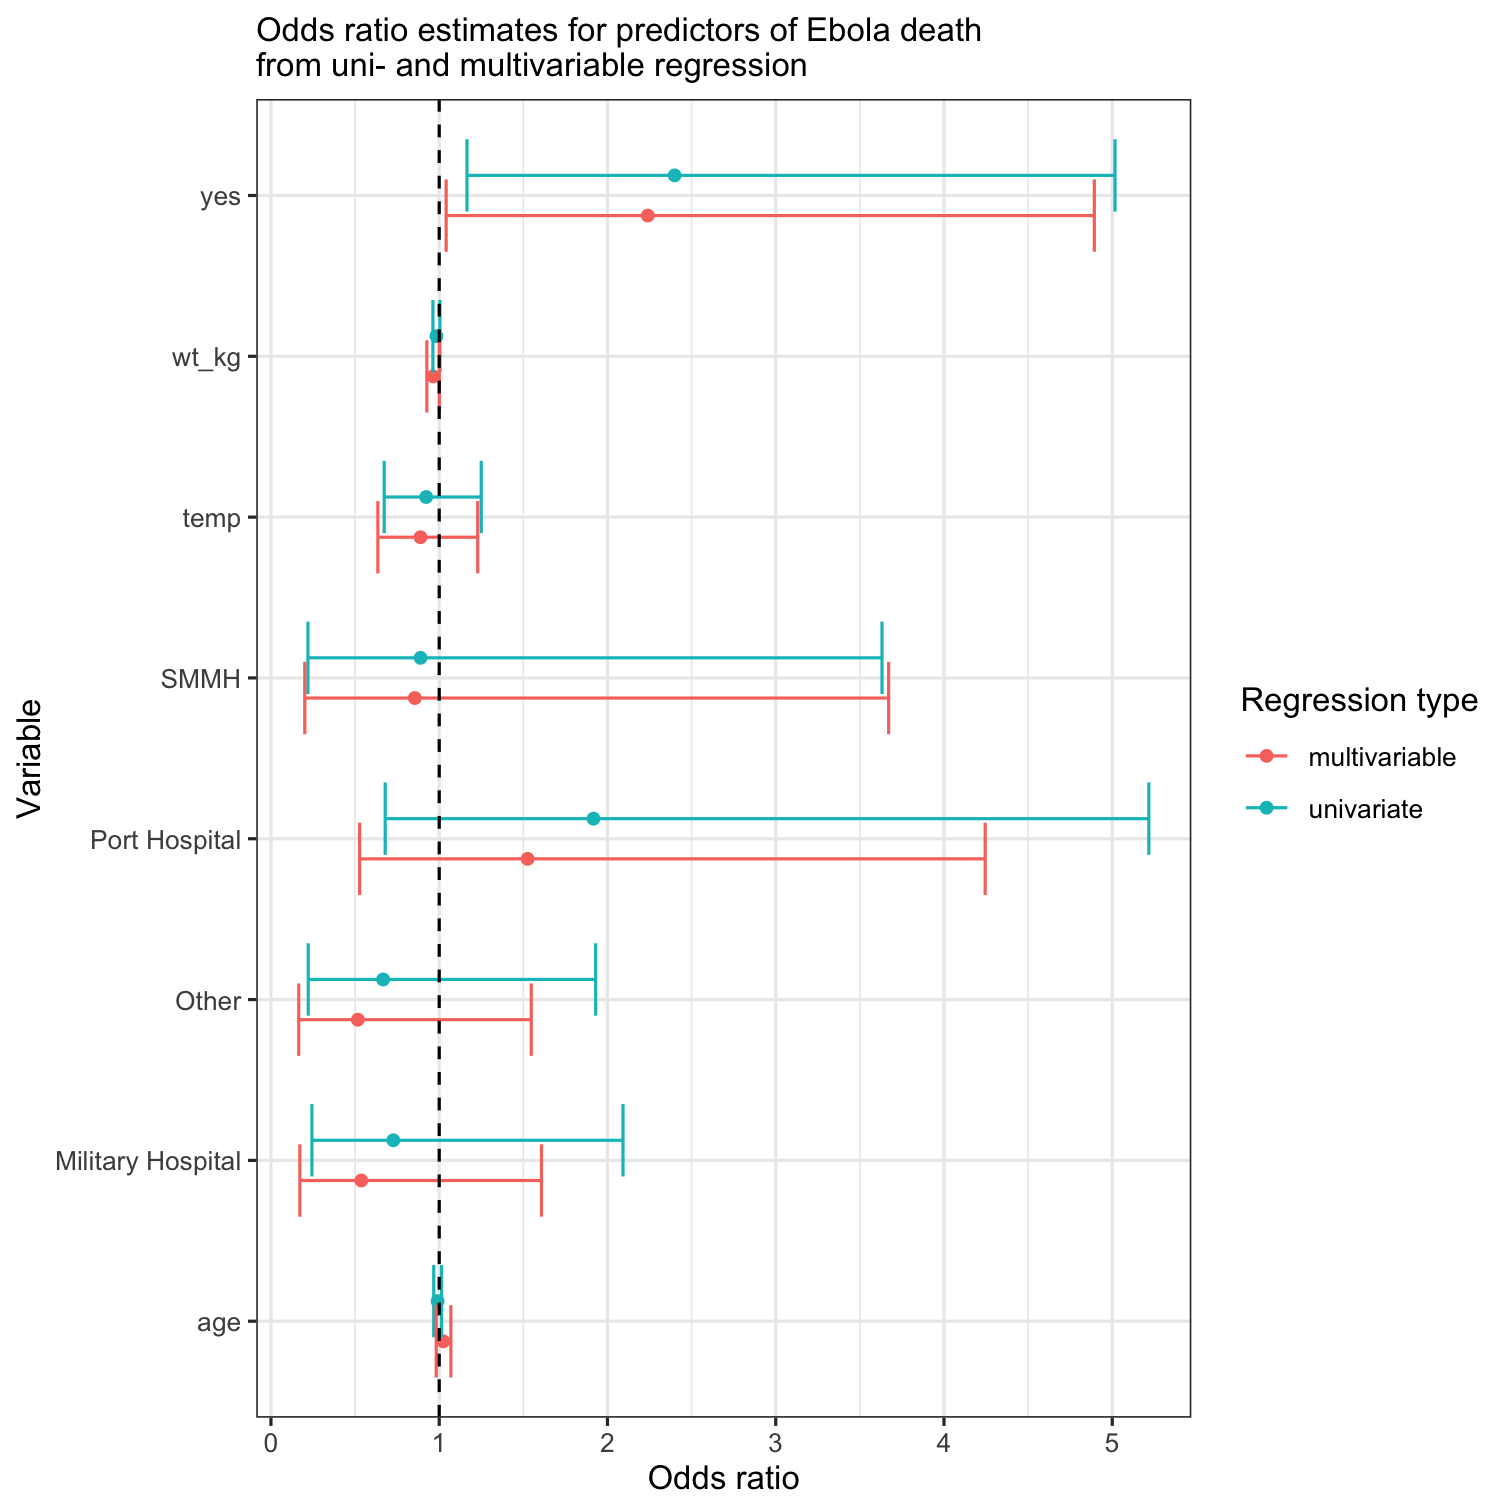 Odds ratio estimates for predictors of Ebola death
from uni- and multivariable regression
yes
wt_kg
temp
SMMH
Port Hospital
Other
Military Hospital
age
Variable
0 1 2 3 4 5
Odds ratio
Regression type
multivariable
univariate